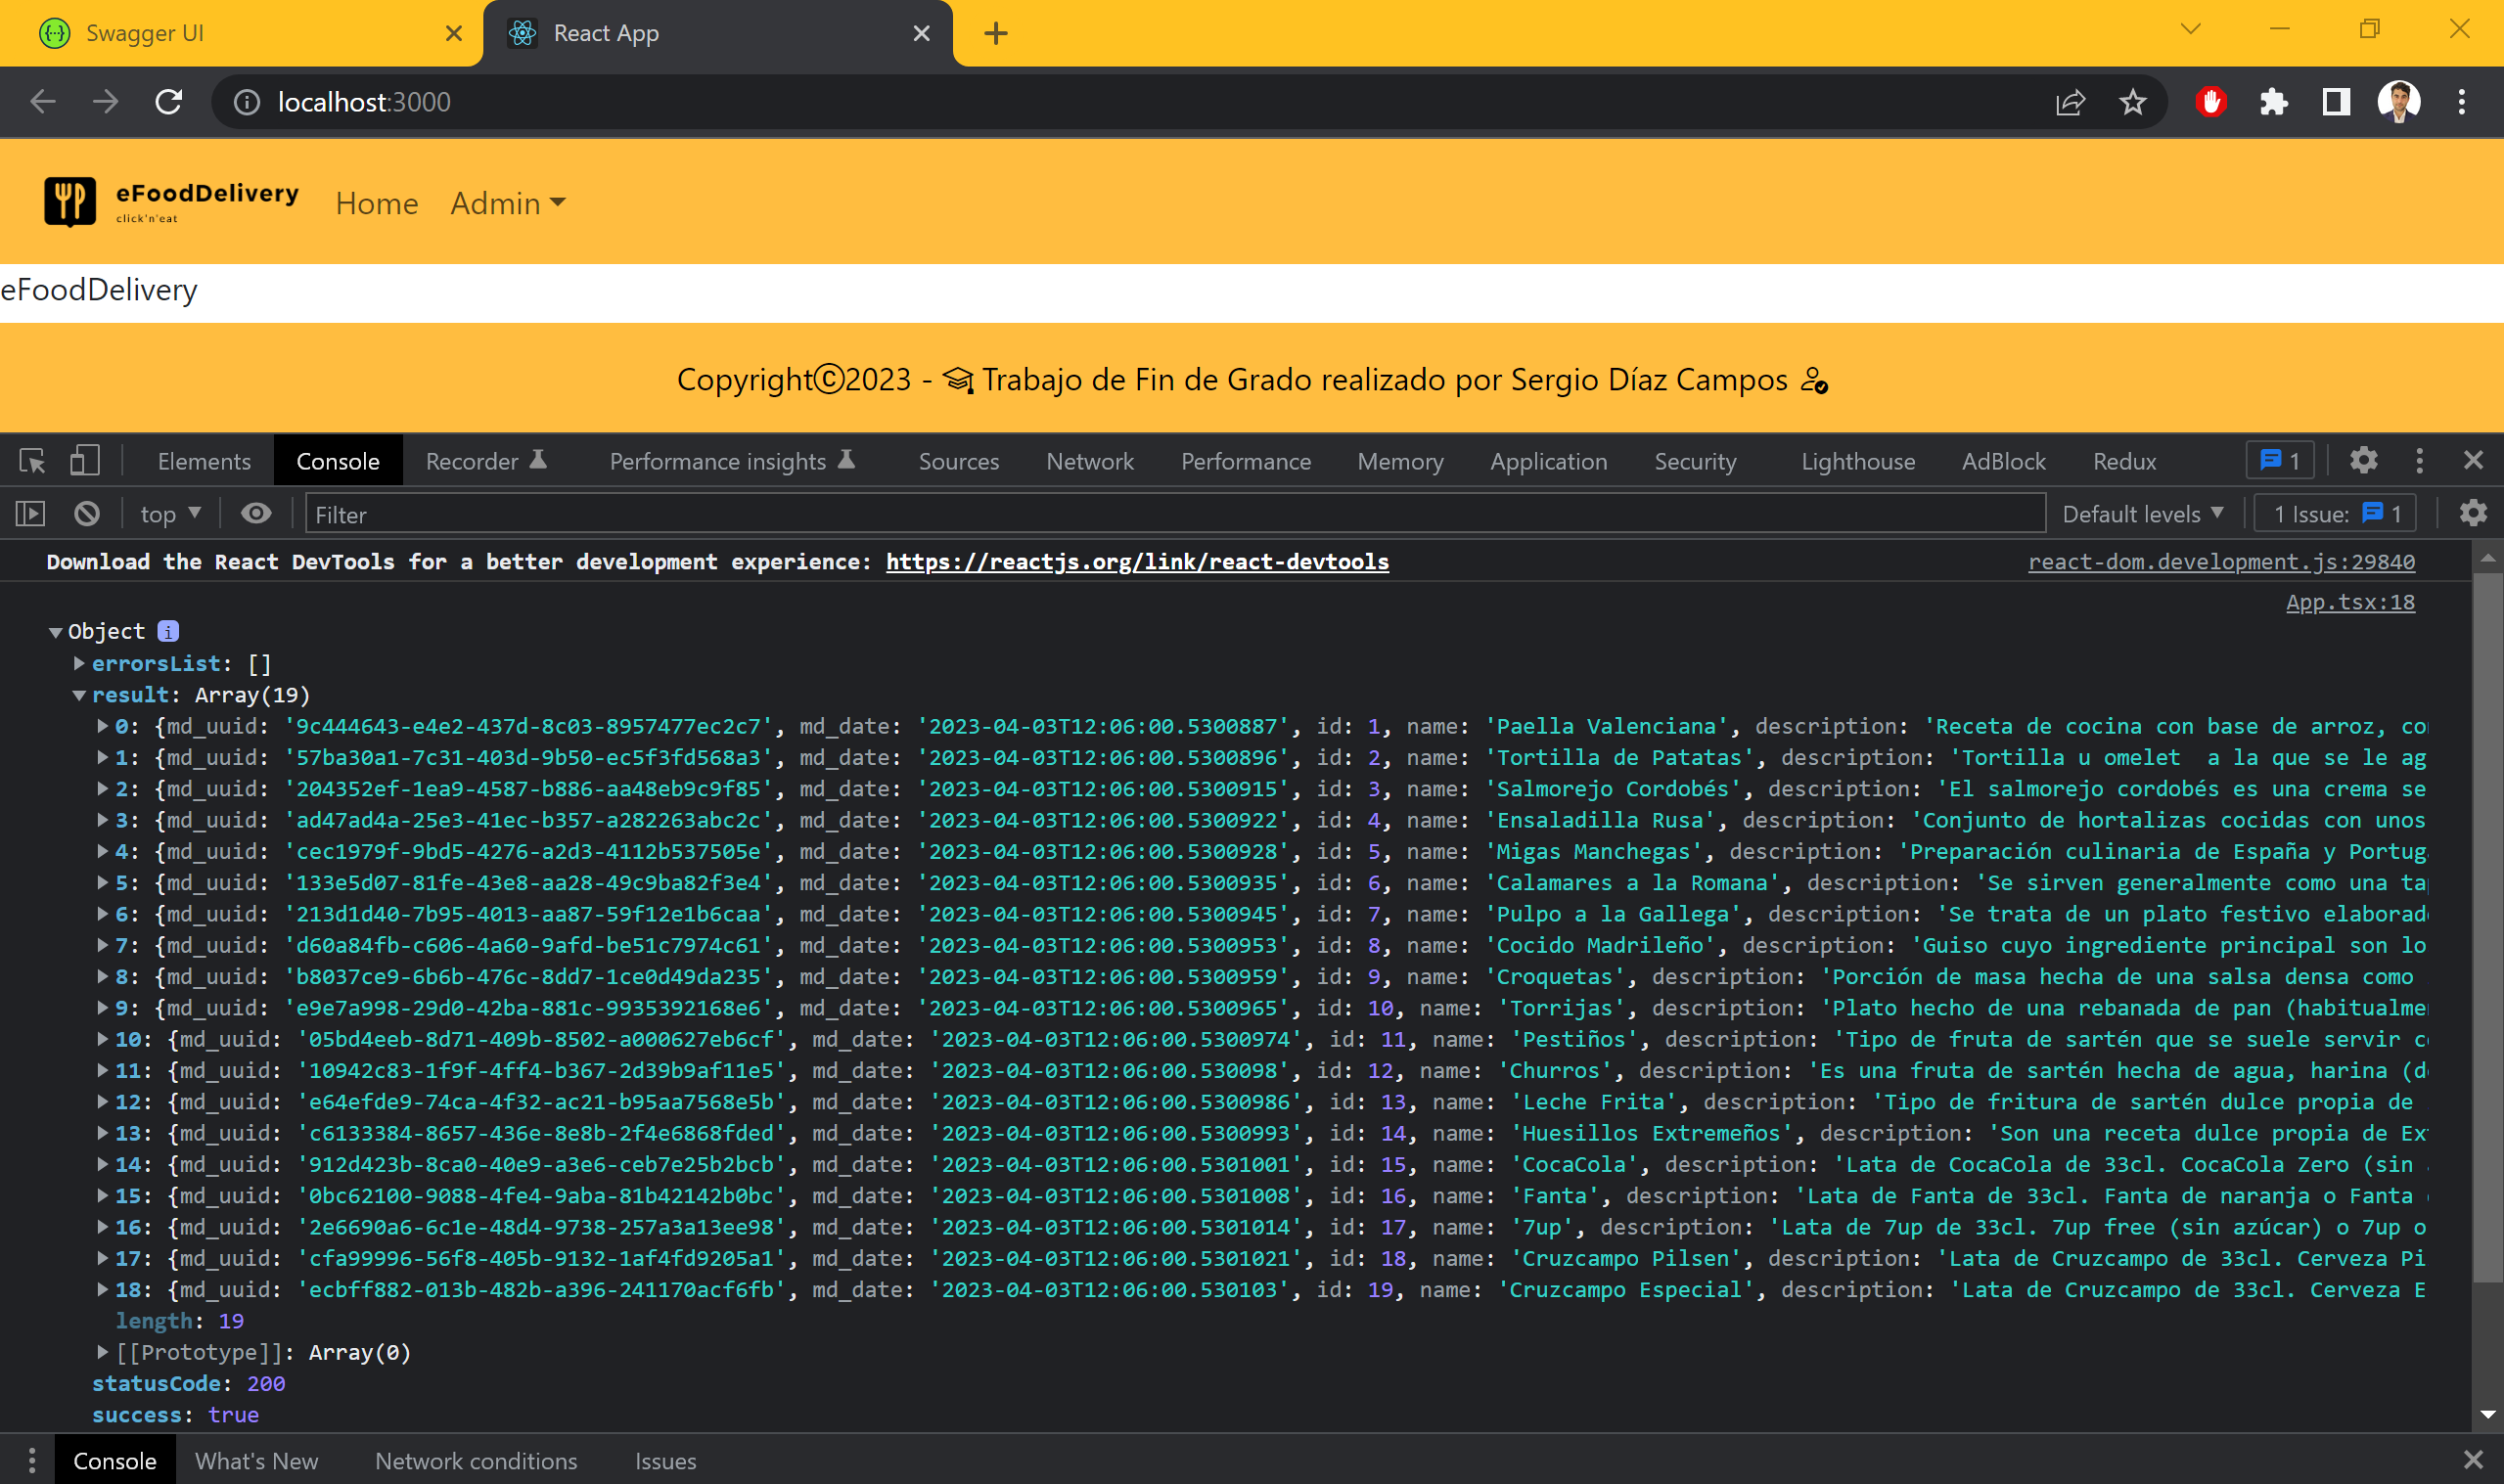 Swagger UI
React App
localhost:3000
eFoodDelivery
click'n'eat
Home
Admin
eFoodDelivery
Copyright©2023 - Trabajo de Fin de Grado realizado por Sergio Díaz Campos
Elements Console Recorder Performance insights Sources Network Performance Memory Application Security Lighthouse AdBlock Redux 1
top Filter Default levels 1 Issue: 1
Download the React DevTools for a better development experience: https://reactjs.org/link/react-devtools react-dom.development.js:29840
App.tsx:18
Object i
errorsList: []
result: Array(19)
0: {md_uuid: '9c444643-e4e2-437d-8c03-8957477ec2c7', md_date: '2023-04-03T12:06:00.5300887', id: 1, name: 'Paella Valenciana', description: 'Receta de cocina con base de arroz, con
1: {md_uuid: '57ba30a1-7c31-403d-9b50-ec5f3fd568a3', md_date: '2023-04-03T12:06:00.5300896', id: 2, name: 'Tortilla de Patatas', description: 'Tortilla u omelet  a la que se le ag
2: {md_uuid: '204352ef-1ea9-4587-b886-aa48eb9c9f85', md_date: '2023-04-03T12:06:00.5300915', id: 3, name: 'Salmorejo Cordobés', description: 'El salmorejo cordobés es una crema se
3: {md_uuid: 'ad47ad4a-25e3-41ec-b357-a282263abc2c', md_date: '2023-04-03T12:06:00.5300922', id: 4, name: 'Ensaladilla Rusa', description: 'Conjunto de hortalizas cocidas con unos
4: {md_uuid: 'cec1979f-9bd5-4276-a2d3-4112b537505e', md_date: '2023-04-03T12:06:00.5300928', id: 5, name: 'Migas Manchegas', description: 'Preparación culinaria de España y Portuga
5: {md_uuid: '133e5d07-81fe-43e8-aa28-49c9ba82f3e4', md_date: '2023-04-03T12:06:00.5300935', id: 6, name: 'Calamares a la Romana', description: 'Se sirven generalmente como una tap
6: {md_uuid: '213d1d40-7b95-4013-aa87-59f12e1b6caa', md_date: '2023-04-03T12:06:00.5300945', id: 7, name: 'Pulpo a la Gallega', description: 'Se trata de un plato festivo elaborado
7: {md_uuid: 'd60a84fb-c606-4a60-9afd-be51c7974c61', md_date: '2023-04-03T12:06:00.5300953', id: 8, name: 'Cocido Madrileño', description: 'Guiso cuyo ingrediente principal son lo
8: {md_uuid: 'b8037ce9-6b6b-476c-8dd7-1ce0d49da235', md_date: '2023-04-03T12:06:00.5300959', id: 9, name: 'Croquetas', description: 'Porción de masa hecha de una salsa densa como
9: {md_uuid: 'e9e7a998-29d0-42ba-881c-9935392168e6', md_date: '2023-04-03T12:06:00.5300965', id: 10, name: 'Torrijas', description: 'Plato hecho de una rebanada de pan (habitualmen
10: {md_uuid: '05bd4eeb-8d71-409b-8502-a000627eb6cf', md_date: '2023-04-03T12:06:00.5300974', id: 11, name: 'Pestiños', description: 'Tipo de fruta de sartén que se suele servir co
11: {md_uuid: '10942c83-1f9f-4ff4-b367-2d39b9af11e5', md_date: '2023-04-03T12:06:00.530098', id: 12, name: 'Churros', description: 'Es una fruta de sartén hecha de agua, harina (de
12: {md_uuid: 'e64efde9-74ca-4f32-ac21-b95aa7568e5b', md_date: '2023-04-03T12:06:00.5300986', id: 13, name: 'Leche Frita', description: 'Tipo de fritura de sartén dulce propia de
13: {md_uuid: 'c6133384-8657-436e-8e8b-2f4e6868fded', md_date: '2023-04-03T12:06:00.5300993', id: 14, name: 'Huesillos Extremeños', description: 'Son una receta dulce propia de Ext
14: {md_uuid: '912d423b-8ca0-40e9-a3e6-ceb7e25b2bcb', md_date: '2023-04-03T12:06:00.5301001', id: 15, name: 'CocaCola', description: 'Lata de CocaCola de 33cl. CocaCola Zero (sin
15: {md_uuid: '0bc62100-9088-4fe4-9aba-81b42142b0bc', md_date: '2023-04-03T12:06:00.5301008', id: 16, name: 'Fanta', description: 'Lata de Fanta de 33cl. Fanta de naranja o Fanta
16: {md_uuid: '2e6690a6-6c1e-48d4-9738-257a3a13ee98', md_date: '2023-04-03T12:06:00.5301014', id: 17, name: '7up', description: 'Lata de 7up de 33cl. 7up free (sin azúcar) o 7up o
17: {md_uuid: 'cfa99996-56f8-405b-9132-1af4fd9205a1', md_date: '2023-04-03T12:06:00.5301021', id: 18, name: 'Cruzcampo Pilsen', description: 'Lata de Cruzcampo de 33cl. Cerveza Pi
18: {md_uuid: 'ecbff882-013b-482b-a396-241170acf6fb', md_date: '2023-04-03T12:06:00.530103', id: 19, name: 'Cruzcampo Especial', description: 'Lata de Cruzcampo de 33cl. Cerveza E
length: 19
[[Prototype]]: Array(0)
statusCode: 200
success: true
Console What's New Network conditions Issues